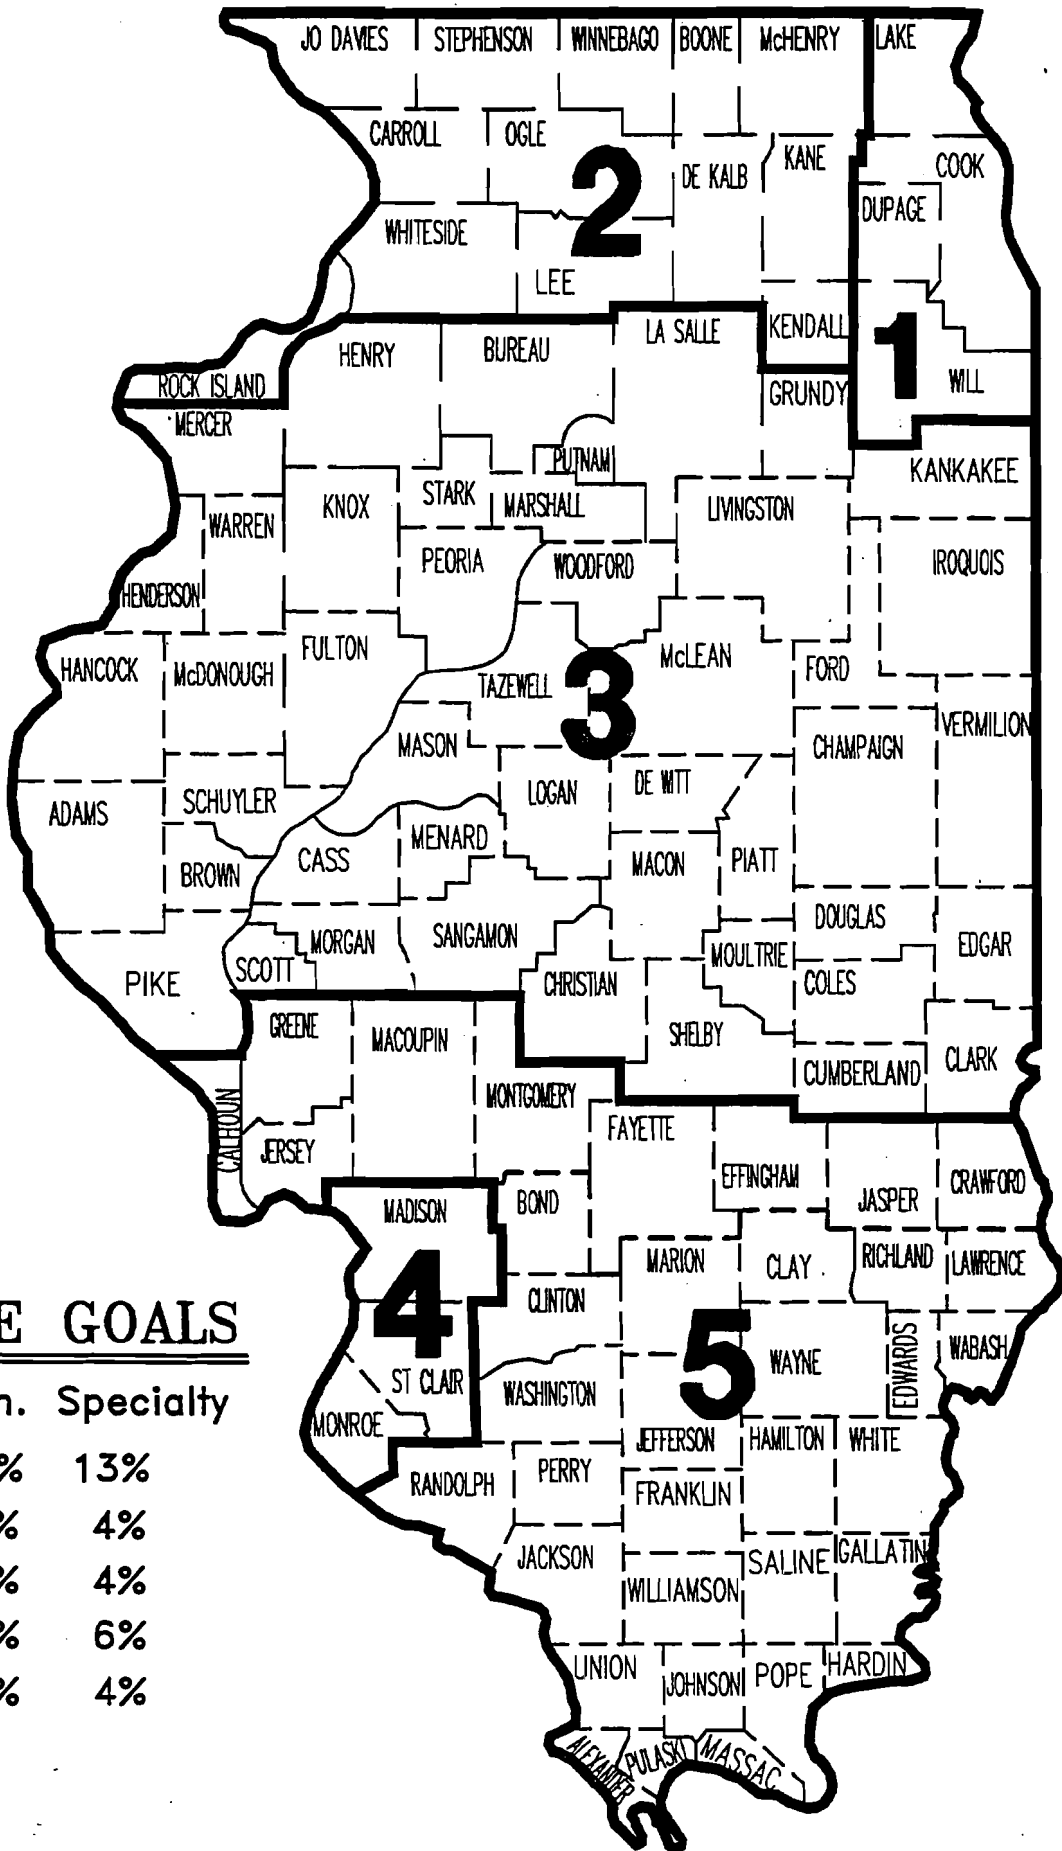 JO DAVIES STEPHENSON WINNEBAGO BOONE McHENRY LAKE
CARROLL OGLE DE KALB KANE COOK
2
WHITESIDE DUPAGE
LEE
HENRY BUREAU LA SALLE KENDALL 1
ROCK ISLAND GRUNDY WILL
MERCER
PUTNAM KANKAKEE
WARREN KNOX STARK MARSHALL LIVINGSTON
HENDERSON PEORIA WOODFORD IROQUOIS
HANCOCK McDONOUGH FULTON TAZEWELL McLEAN FORD
3
MASON CHAMPAIGN VERMILION
ADAMS SCHUYLER LOGAN DE WITT
BROWN CASS MENARD MACON PIATT
MORGAN SANGAMON DOUGLAS EDGAR
PIKE SCOTT CHRISTIAN MOULTRIE COLES
GREENE MACOUPIN SHELBY
MONTGOMERY CUMBERLAND CLARK
CALHOUN JERSEY FAYETTE
EFFINGHAM JASPER CRAWFORD
MADISON BOND
4
MARION CLAY RICHLAND LAWRENCE
CLINTON
5
ST CLAIR WASHINGTON WAYNE EDWARDS WABASH
MONROE JEFFERSON HAMILTON WHITE
RANDOLPH PERRY FRANKLIN
JACKSON WILLIAMSON SALINE GALLATIN
UNION JOHNSON POPE HARDIN
ALEXANDER PULASKI MASSAC
E GOALS
n. Specialty
% 13%
% 4%
% 4%
% 6%
% 4%